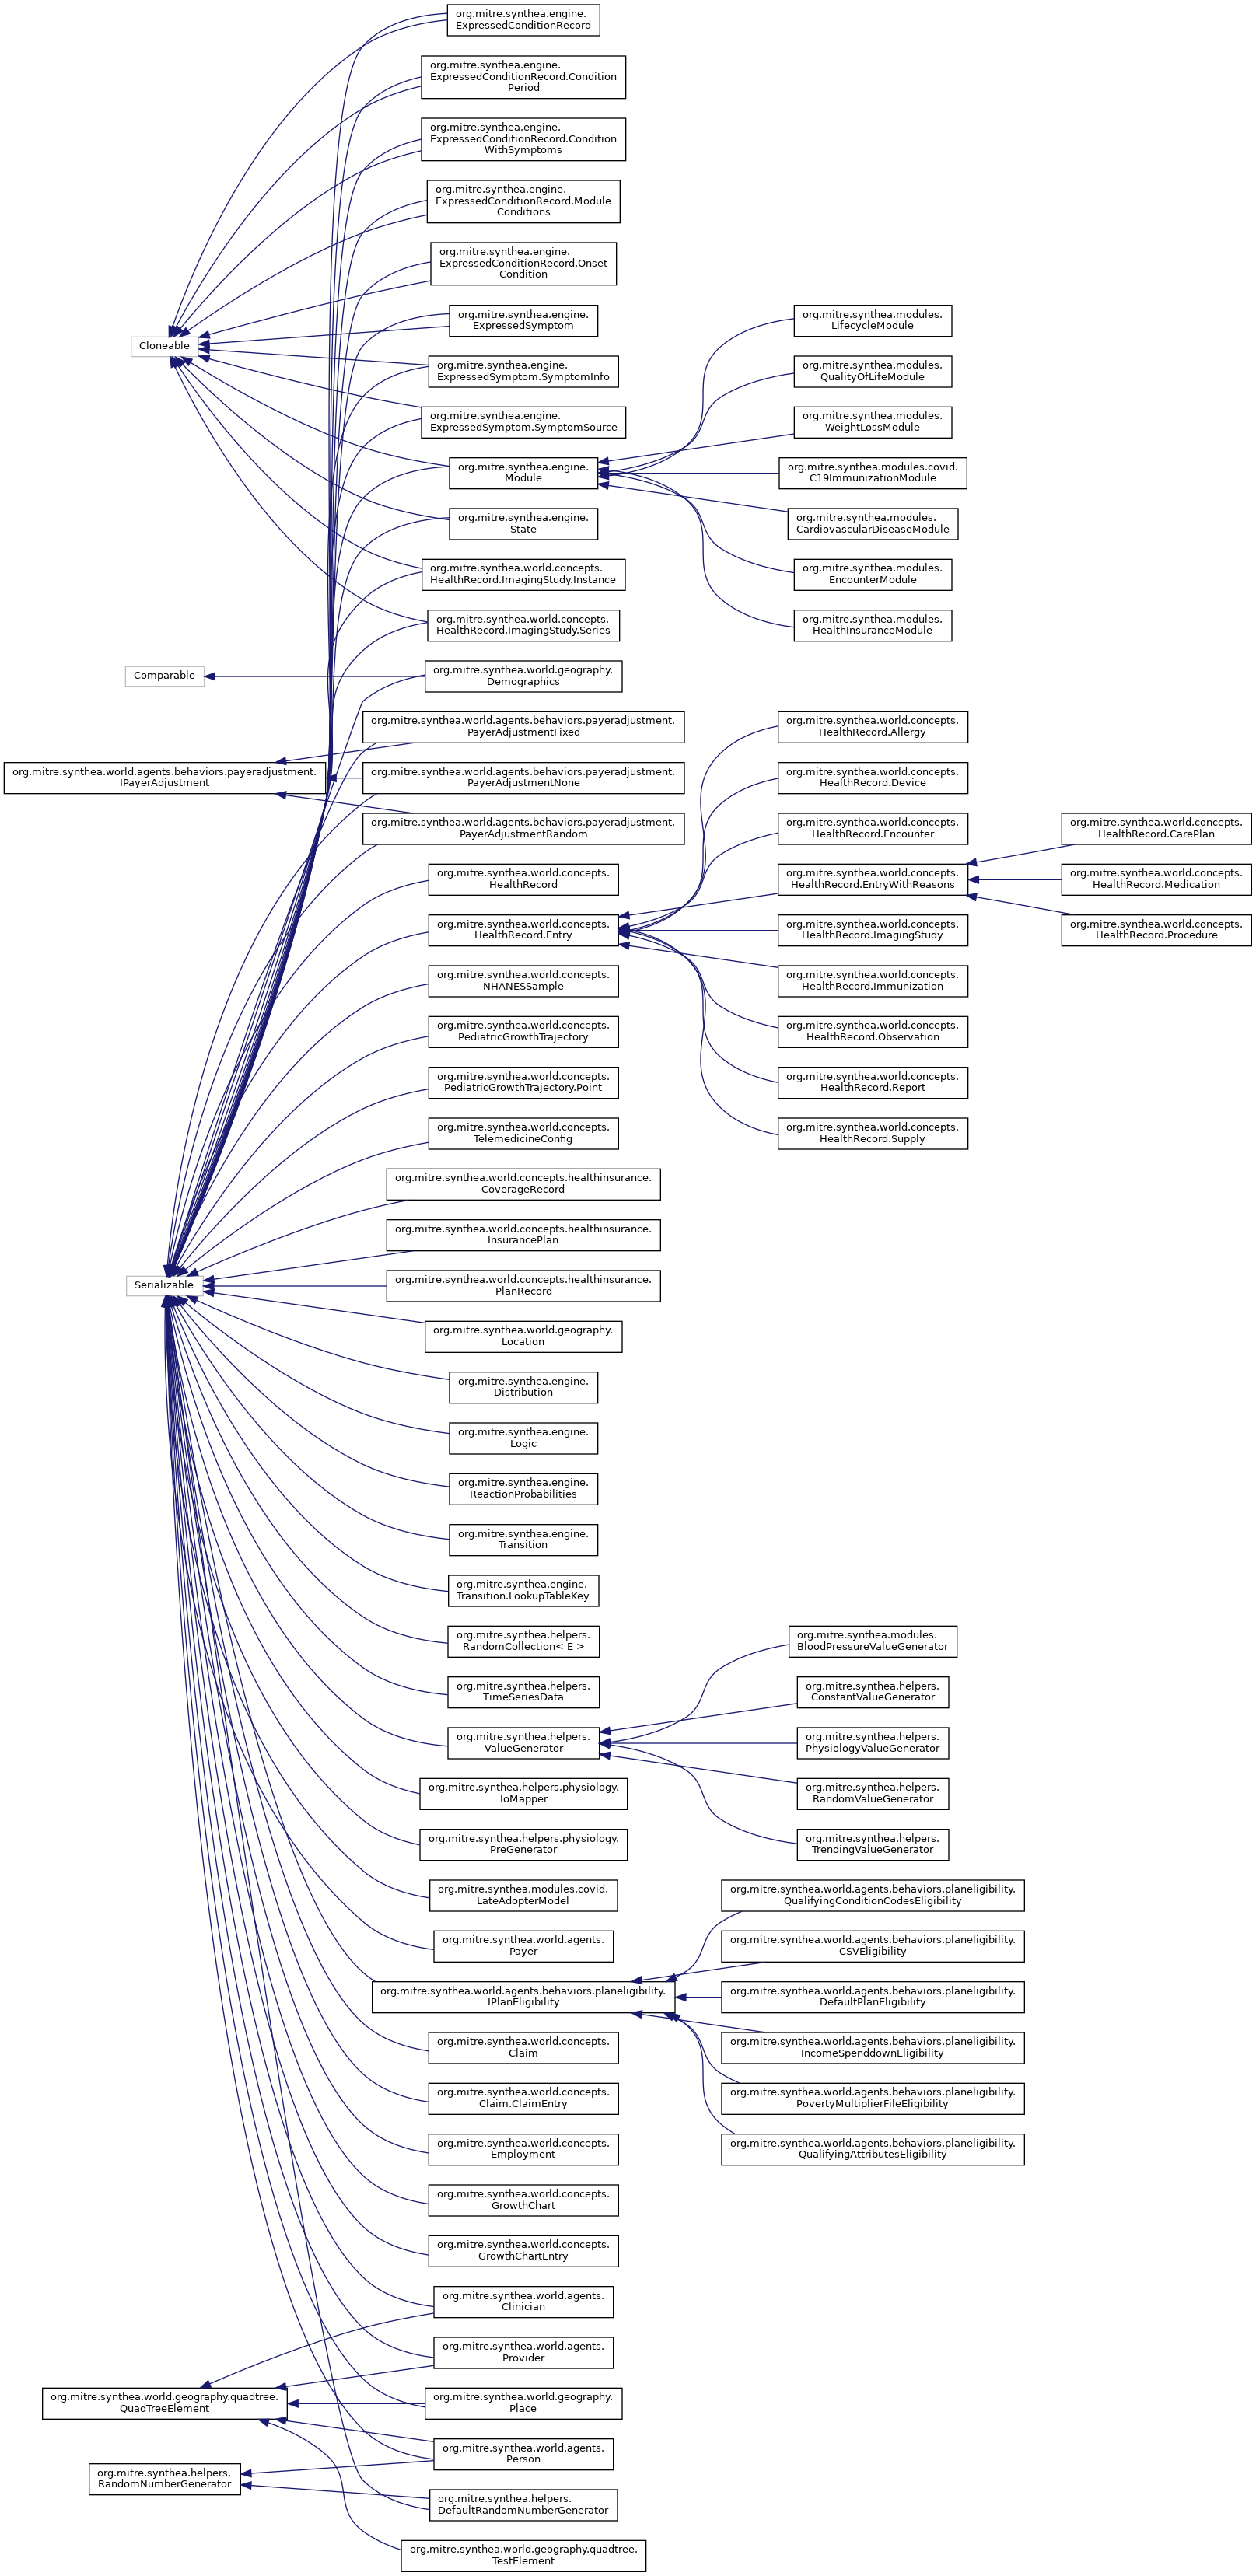 org.mitre.synthea.engine.
ExpressedConditionRecord
org.mitre.synthea.engine.
ExpressedConditionRecord.Condition
Period
org.mitre.synthea.engine.
ExpressedConditionRecord.Condition
WithSymptoms
org.mitre.synthea.engine.
ExpressedConditionRecord.Module
Conditions
org.mitre.synthea.engine.
ExpressedConditionRecord.Onset
Condition
org.mitre.synthea.engine.
ExpressedSymptom
org.mitre.synthea.engine.
ExpressedSymptom.SymptomInfo
org.mitre.synthea.engine.
ExpressedSymptom.SymptomSource
org.mitre.synthea.engine.
Module
org.mitre.synthea.engine.
State
org.mitre.synthea.world.concepts.
HealthRecord.ImagingStudy.Instance
org.mitre.synthea.world.concepts.
HealthRecord.ImagingStudy.Series
Cloneable
org.mitre.synthea.modules.
LifecycleModule
org.mitre.synthea.modules.
QualityOfLifeModule
org.mitre.synthea.modules.
WeightLossModule
org.mitre.synthea.modules.covid.
C19ImmunizationModule
org.mitre.synthea.modules.
CardiovascularDiseaseModule
org.mitre.synthea.modules.
EncounterModule
org.mitre.synthea.modules.
HealthInsuranceModule
Comparable
org.mitre.synthea.world.geography.
Demographics
org.mitre.synthea.world.agents.behaviors.payeradjustment.
IPayerAdjustment
org.mitre.synthea.world.agents.behaviors.payeradjustment.
PayerAdjustmentFixed
org.mitre.synthea.world.agents.behaviors.payeradjustment.
PayerAdjustmentNone
org.mitre.synthea.world.agents.behaviors.payeradjustment.
PayerAdjustmentRandom
org.mitre.synthea.world.concepts.
HealthRecord
org.mitre.synthea.world.concepts.
HealthRecord.Entry
org.mitre.synthea.world.concepts.
HealthRecord.Allergy
org.mitre.synthea.world.concepts.
HealthRecord.Device
org.mitre.synthea.world.concepts.
HealthRecord.Encounter
org.mitre.synthea.world.concepts.
HealthRecord.EntryWithReasons
org.mitre.synthea.world.concepts.
HealthRecord.ImagingStudy
org.mitre.synthea.world.concepts.
HealthRecord.Immunization
org.mitre.synthea.world.concepts.
HealthRecord.Observation
org.mitre.synthea.world.concepts.
HealthRecord.Report
org.mitre.synthea.world.concepts.
HealthRecord.Supply
org.mitre.synthea.world.concepts.
HealthRecord.CarePlan
org.mitre.synthea.world.concepts.
HealthRecord.Medication
org.mitre.synthea.world.concepts.
HealthRecord.Procedure
org.mitre.synthea.world.concepts.
NHANESSample
org.mitre.synthea.world.concepts.
PediatricGrowthTrajectory
org.mitre.synthea.world.concepts.
PediatricGrowthTrajectory.Point
org.mitre.synthea.world.concepts.
TelemedicineConfig
org.mitre.synthea.world.concepts.healthinsurance.
CoverageRecord
org.mitre.synthea.world.concepts.healthinsurance.
InsurancePlan
Serializable
org.mitre.synthea.world.concepts.healthinsurance.
PlanRecord
org.mitre.synthea.world.geography.
Location
org.mitre.synthea.engine.
Distribution
org.mitre.synthea.engine.
Logic
org.mitre.synthea.engine.
ReactionProbabilities
org.mitre.synthea.engine.
Transition
org.mitre.synthea.engine.
Transition.LookupTableKey
org.mitre.synthea.helpers.
RandomCollection< E >
org.mitre.synthea.helpers.
TimeSeriesData
org.mitre.synthea.helpers.
ValueGenerator
org.mitre.synthea.modules.
BloodPressureValueGenerator
org.mitre.synthea.helpers.
ConstantValueGenerator
org.mitre.synthea.helpers.
PhysiologyValueGenerator
org.mitre.synthea.helpers.
RandomValueGenerator
org.mitre.synthea.helpers.
TrendingValueGenerator
org.mitre.synthea.helpers.physiology.
IoMapper
org.mitre.synthea.helpers.physiology.
PreGenerator
org.mitre.synthea.modules.covid.
LateAdopterModel
org.mitre.synthea.world.agents.
Payer
org.mitre.synthea.world.agents.behaviors.planeligibility.
IPlanEligibility
org.mitre.synthea.world.agents.behaviors.planeligibility.
QualifyingConditionCodesEligibility
org.mitre.synthea.world.agents.behaviors.planeligibility.
CSVEligibility
org.mitre.synthea.world.agents.behaviors.planeligibility.
DefaultPlanEligibility
org.mitre.synthea.world.agents.behaviors.planeligibility.
IncomeSpenddownEligibility
org.mitre.synthea.world.agents.behaviors.planeligibility.
PovertyMultiplierFileEligibility
org.mitre.synthea.world.agents.behaviors.planeligibility.
QualifyingAttributesEligibility
org.mitre.synthea.world.concepts.
Claim
org.mitre.synthea.world.concepts.
Claim.ClaimEntry
org.mitre.synthea.world.concepts.
Employment
org.mitre.synthea.world.concepts.
GrowthChart
org.mitre.synthea.world.concepts.
GrowthChartEntry
org.mitre.synthea.world.agents.
Clinician
org.mitre.synthea.world.agents.
Provider
org.mitre.synthea.world.geography.quadtree.
QuadTreeElement
org.mitre.synthea.world.geography.
Place
org.mitre.synthea.world.agents.
Person
org.mitre.synthea.helpers.
RandomNumberGenerator
org.mitre.synthea.helpers.
DefaultRandomNumberGenerator
org.mitre.synthea.world.geography.quadtree.
TestElement